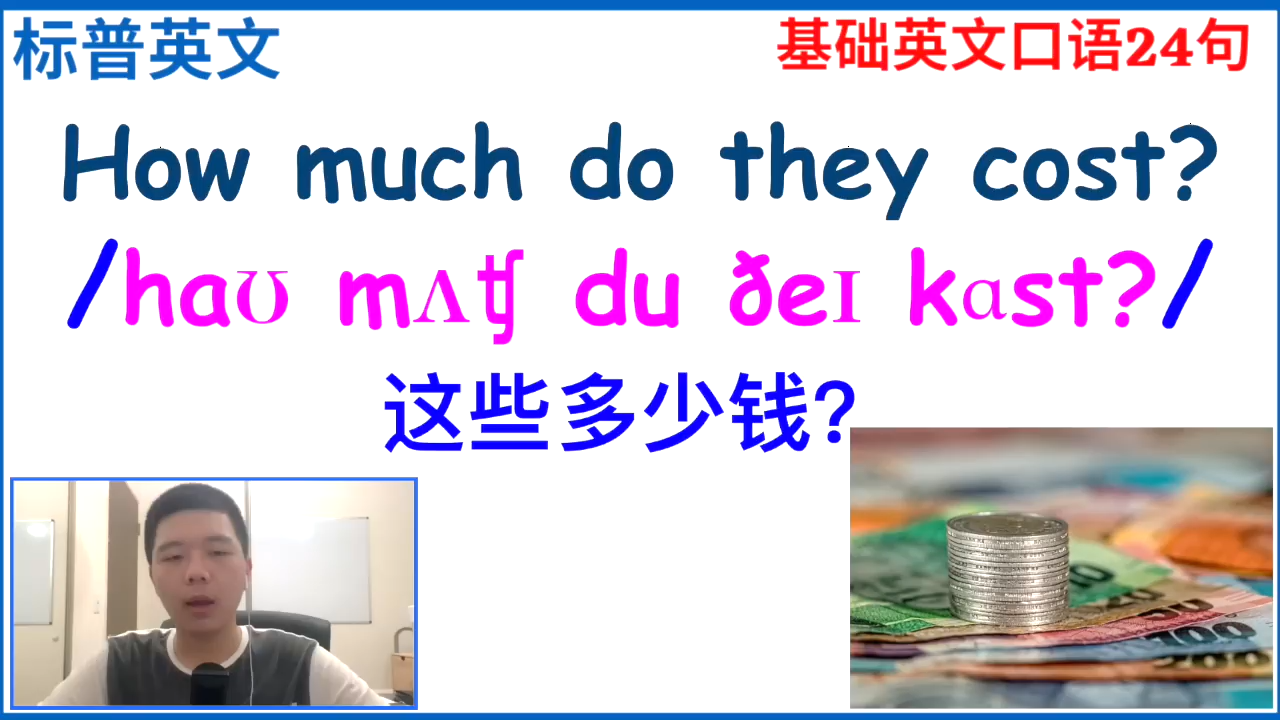 标普英文
基础英文口语24句
How much do they cost?
/haʊ mʌʧ du ðeɪ kɑst?/
这些多少钱?
100